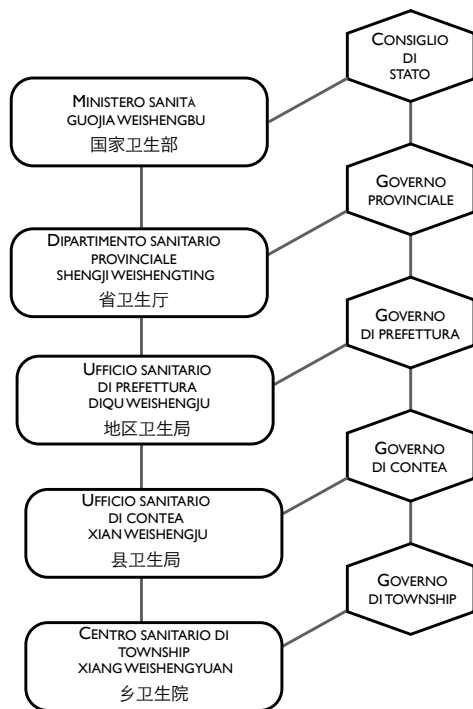 CONSIGLIO
DI
STATO
MINISTERO SANITÀ
GUOJIA WEISHENGBU
国家卫生部
GOVERNO
PROVINCIALE
DIPARTIMENTO SANITARIO
PROVINCIALE
SHENGJI WEISHENGTING
省卫生厅
GOVERNO
DI PREFETTURA
UFFICIO SANITARIO
DI PREFETTURA
DIQU WEISHENGJU
地区卫生局
GOVERNO
DI CONTEA
UFFICIO SANITARIO
DI CONTEA
XIAN WEISHENGJU
县卫生局
GOVERNO
DI TOWNSHIP
CENTRO SANITARIO DI
TOWNSHIP
XIANG WEISHENGYUAN
乡卫生院